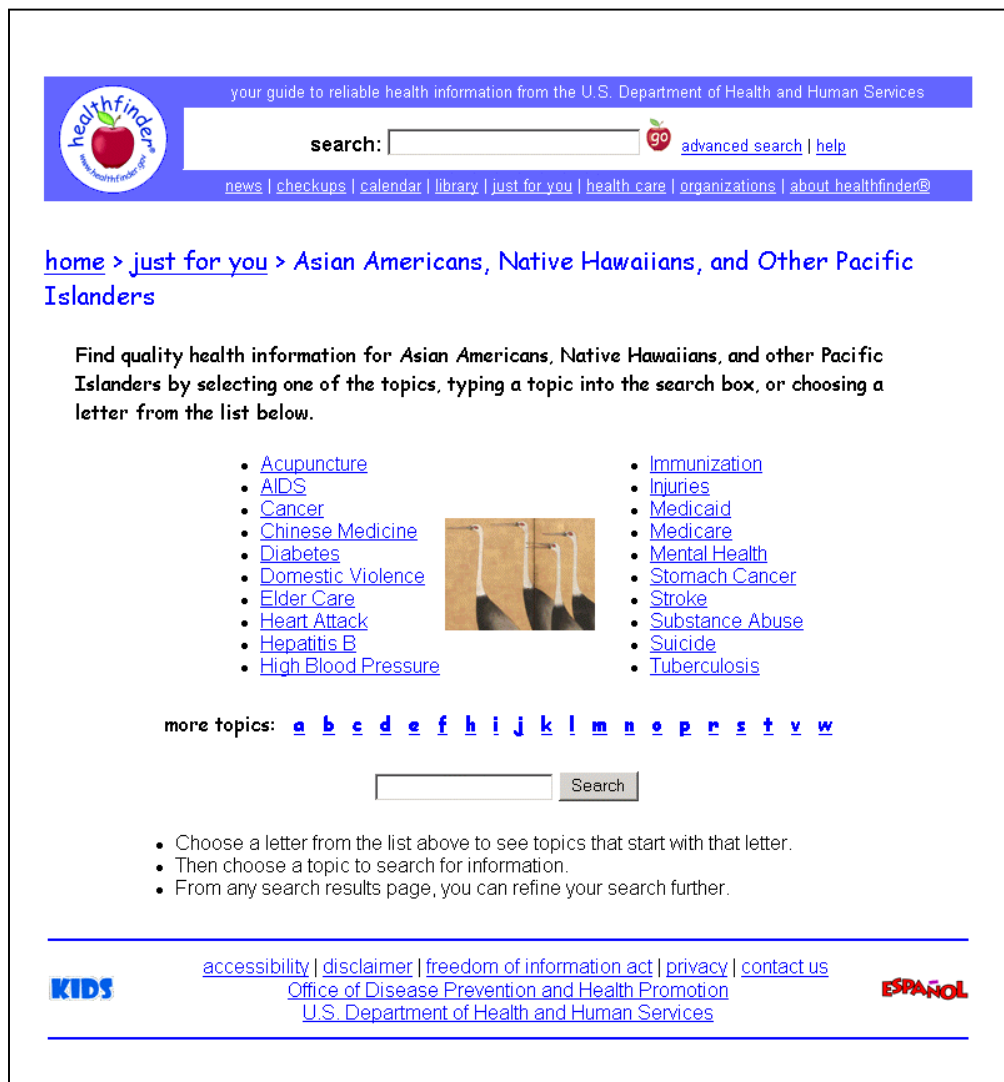 your guide to reliable health information from the U.S. Department of Health and Human Services
healthfinder®
www.healthfinder.gov
search:
go
advanced search | help
news | checkups | calendar | library | just for you | health care | organizations | about healthfinder®
home > just for you > Asian Americans, Native Hawaiians, and Other Pacific
Islanders
Find quality health information for Asian Americans, Native Hawaiians, and other Pacific
Islanders by selecting one of the topics, typing a topic into the search box, or choosing a
letter from the list below.
• Acupuncture
• AIDS
• Cancer
• Chinese Medicine
• Diabetes
• Domestic Violence
• Elder Care
• Heart Attack
• Hepatitis B
• High Blood Pressure
• Immunization
• Injuries
• Medicaid
• Medicare
• Mental Health
• Stomach Cancer
• Stroke
• Substance Abuse
• Suicide
• Tuberculosis
more topics: a b c d e f h i j k l m n o p r s t v w
Search
• Choose a letter from the list above to see topics that start with that letter.
• Then choose a topic to search for information.
• From any search results page, you can refine your search further.
KIDS
accessibility | disclaimer | freedom of information act | privacy | contact us
Office of Disease Prevention and Health Promotion
U.S. Department of Health and Human Services
ESPAÑOL